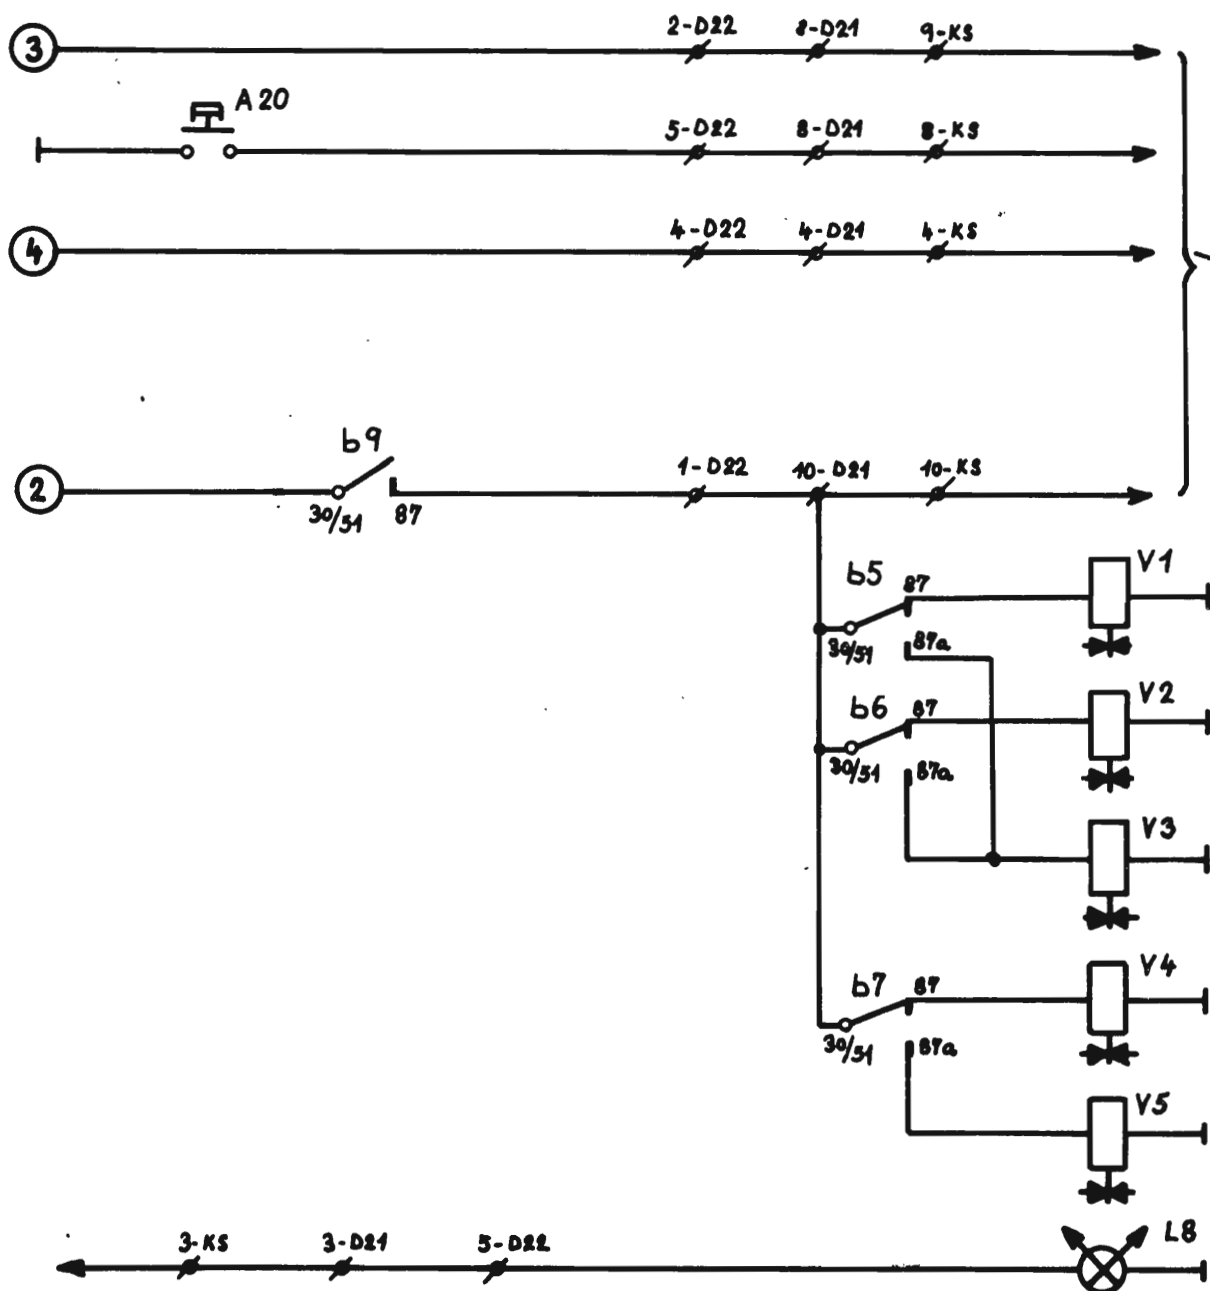 3
2-D22 8-D21 9-KS
A20
5-D22 8-D21 8-KS
4
4-D22 4-D21 4-KS
b9
2
30/51 87
1-D22 10-D21 10-KS
b5 87 V1
30/51 87a
b6 87 V2
30/51 87a
V3
b7 87 V4
30/51 87a
V5
3-KS 3-D21 5-D22
L8